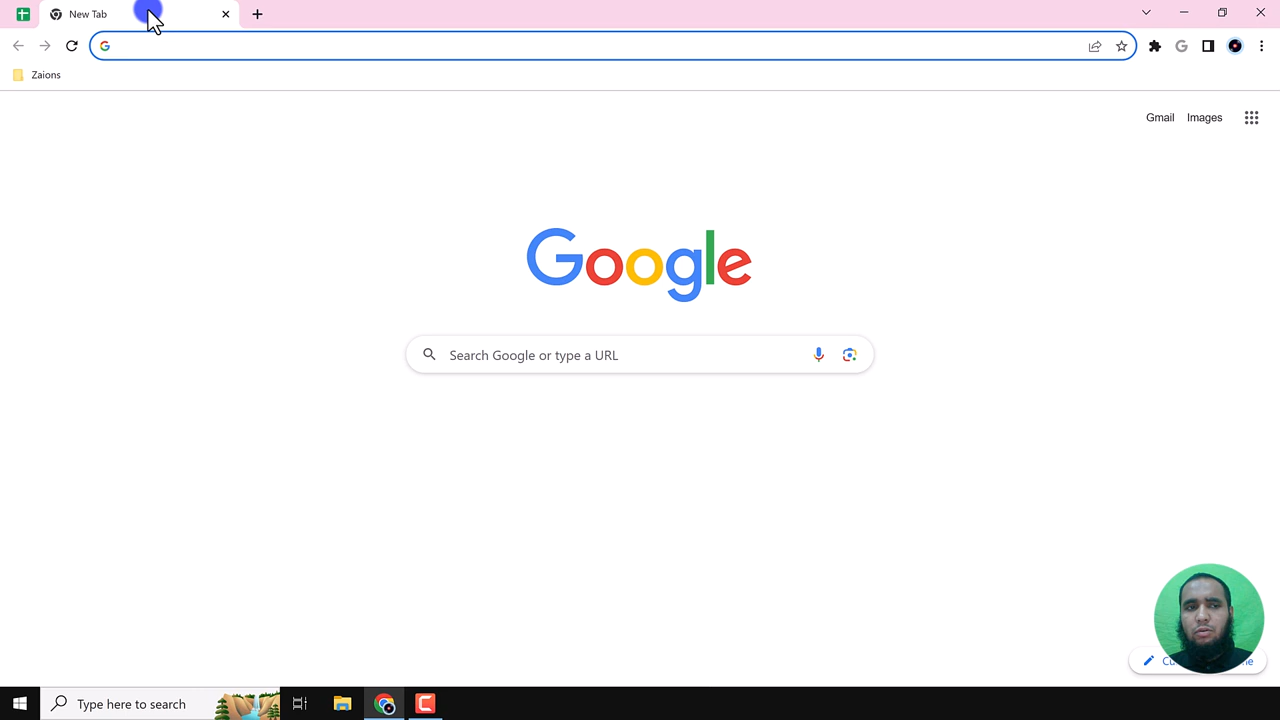 New Tab
Zaions
Gmail Images
Google
Search Google or type a URL
Type here to search